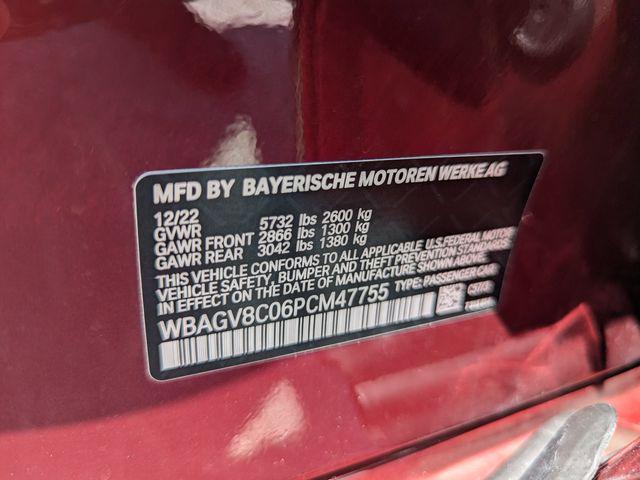 MFD BY BAYERISCHE MOTOREN WERKE AG
12/22
GVWR 5732 lbs 2600 kg
GAWR FRONT 2866 lbs 1300 kg
GAWR REAR 3042 lbs 1380 kg
THIS VEHICLE CONFORMS TO ALL APPLICABLE U.S. FEDERAL MOTOR
VEHICLE SAFETY, BUMPER AND THEFT PREVENTION STANDARDS
IN EFFECT ON THE DATE OF MANUFACTURE SHOWN ABOVE.
WBAGV8C06PCM47755 TYPE: PASSENGER CAR